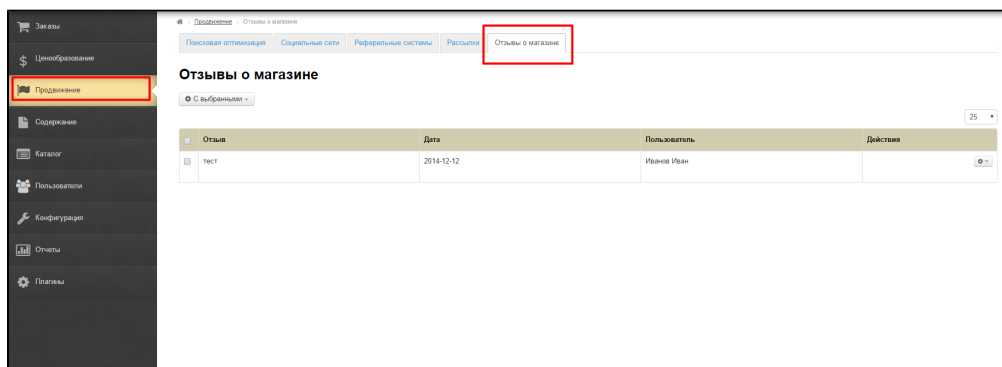 Заказы
Ценообразование
Продвижение
Содержание
Каталог
Пользователи
Конфигурация
Отчеты
Плагины
Продвижение Отзывы о магазине
Поисковая оптимизация Социальные сети Реферальные системы Рассылки Отзывы о магазине
Отзывы о магазине
С выбранными
25
Отзыв Дата Пользователь Действия
тест 2014-12-12 Иванов Иван